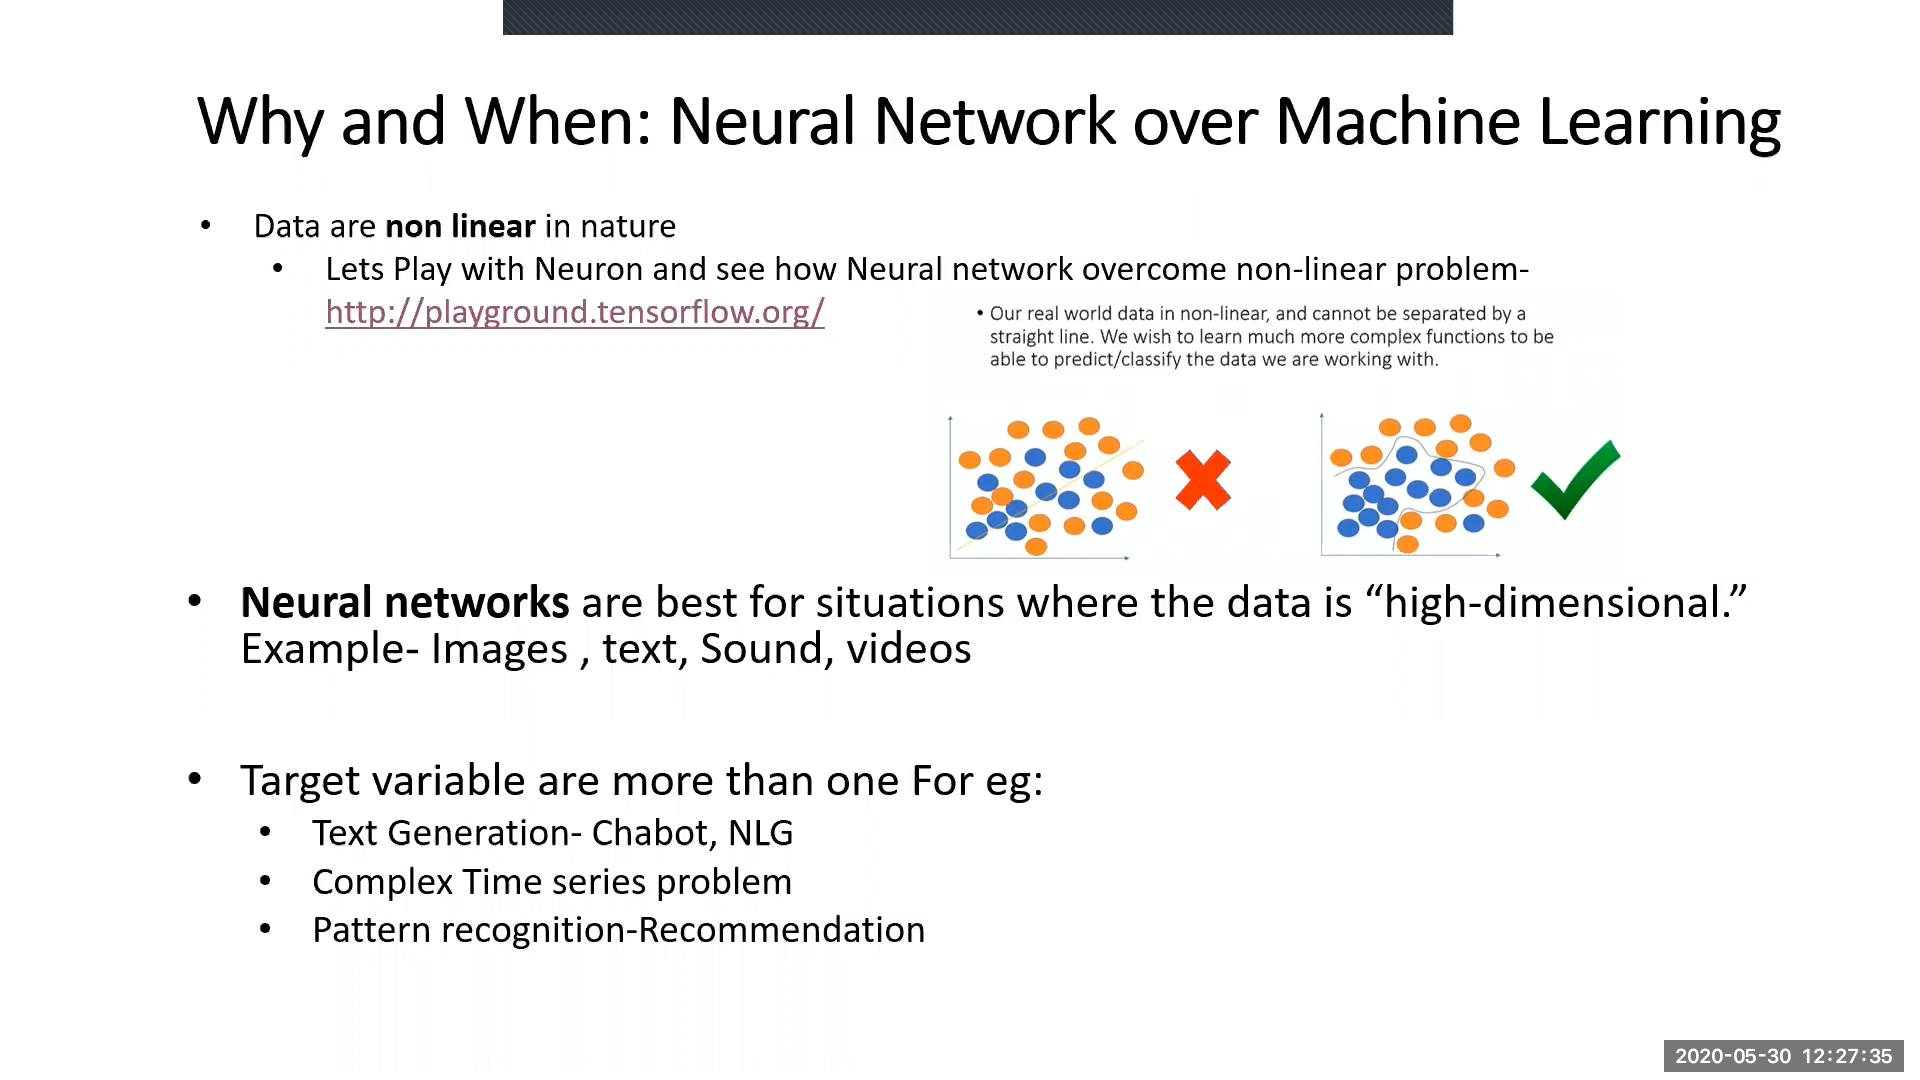 Why and When: Neural Network over Machine Learning
• Data are non linear in nature
• Lets Play with Neuron and see how Neural network overcome non-linear problem-
http://playground.tensorflow.org/
• Our real world data in non-linear, and cannot be separated by a
straight line. We wish to learn much more complex functions to be
able to predict/classify the data we are working with.
• Neural networks are best for situations where the data is “high-dimensional.”
Example- Images , text, Sound, videos
• Target variable are more than one For eg:
• Text Generation- Chabot, NLG
• Complex Time series problem
• Pattern recognition-Recommendation
2020-05-30 12:27:35